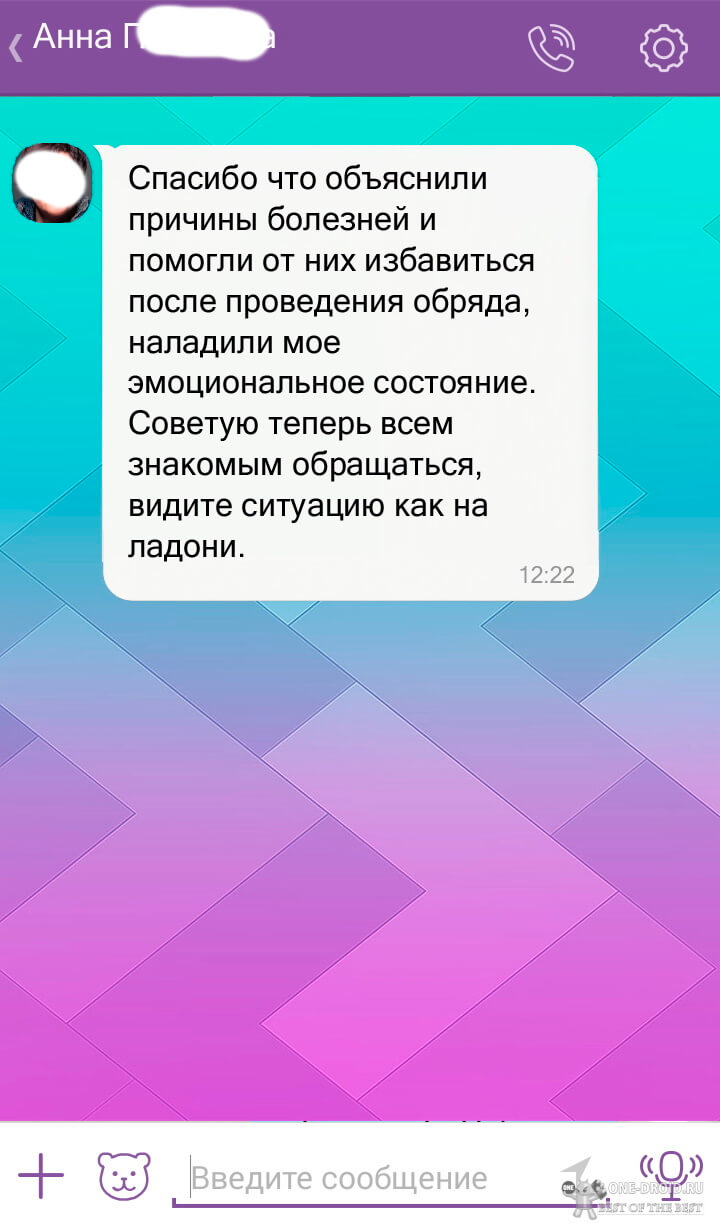 Анна
Спасибо что объяснили
причины болезней и
помогли от них избавиться
после проведения обряда,
наладили мое
эмоциональное состояние.
Советую теперь всем
знакомым обращаться,
видите ситуацию как на
ладони.
12:22
Введите сообщение
ONE
ONE-DROID.RU
BEST OF THE BEST